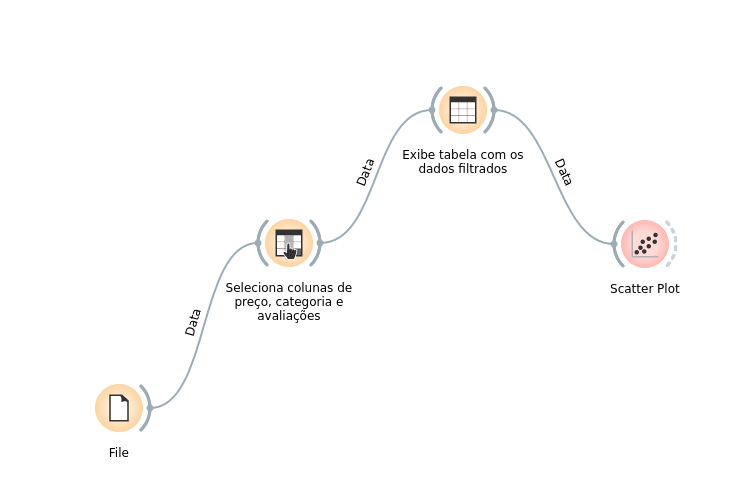 Exibe tabela com os
dados filtrados
Data
Data
Seleciona colunas de
preço, categoria e
avaliações
Scatter Plot
Data
File